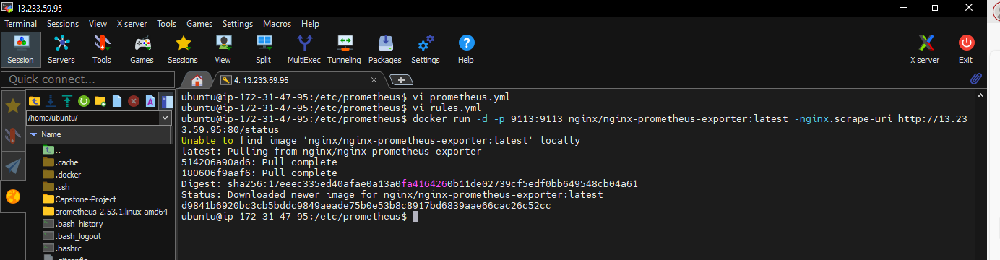 13.233.59.95
Terminal Sessions View X server Tools Games Settings Macros Help
Session Servers Tools Games Sessions View Split MultiExec Tunneling Packages Settings Help X server Exit
Quick connect...
4. 13.233.59.95
/home/ubuntu/
Name
..
.cache
.docker
.ssh
Capstone-Project
prometheus-2.53.1.linux-amd64
.bash_history
.bash_logout
.bashrc
.gitconfig
ubuntu@ip-172-31-47-95:/etc/prometheus$ vi prometheus.yml
ubuntu@ip-172-31-47-95:/etc/prometheus$ vi rules.yml
ubuntu@ip-172-31-47-95:/etc/prometheus$ docker run -d -p 9113:9113 nginx/nginx-prometheus-exporter:latest -nginx.scrape-uri http://13.23
3.59.95:80/status
Unable to find image 'nginx/nginx-prometheus-exporter:latest' locally
latest: Pulling from nginx/nginx-prometheus-exporter
514206a90ad6: Pull complete
180606f9aaf6: Pull complete
Digest: sha256:17eeec335ed40afae0a13a0fa4164260b11de02739cf5edf0bb649548cb04a61
Status: Downloaded newer image for nginx/nginx-prometheus-exporter:latest
d9841b6920bc3cb5bddc9849aeade75b0e53b8c8917bd6839aae66cac26c52cc
ubuntu@ip-172-31-47-95:/etc/prometheus$